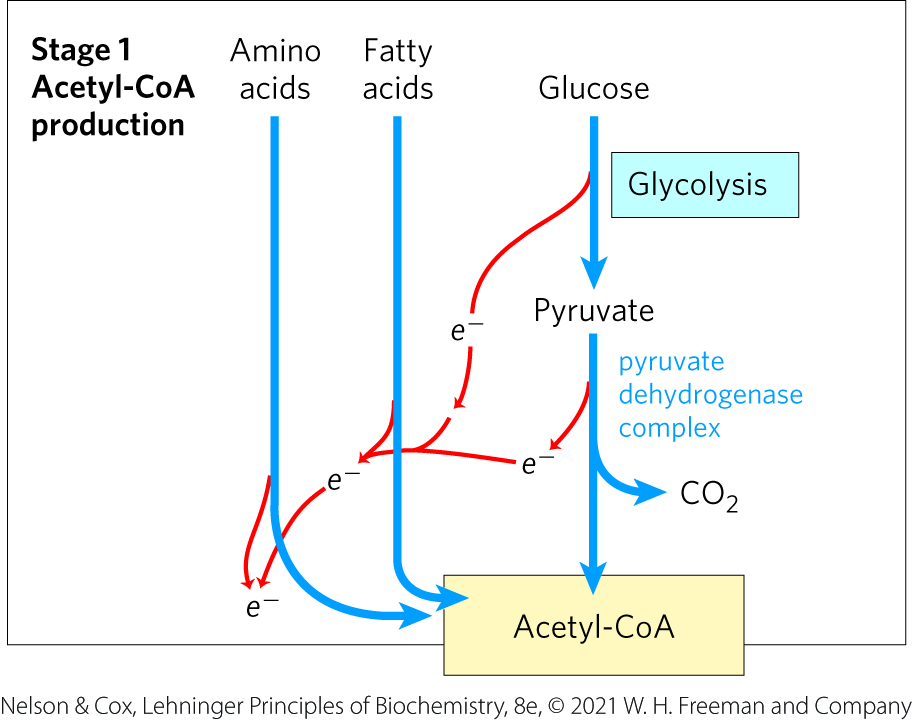 Stage 1
Acetyl-CoA
production
Amino
acids
Fatty
acids
Glucose
Glycolysis
Pyruvate
e⁻
pyruvate
dehydrogenase
complex
e⁻
e⁻
CO₂
e⁻
Acetyl-CoA
Nelson & Cox, Lehninger Principles of Biochemistry, 8e, © 2021 W. H. Freeman and Company